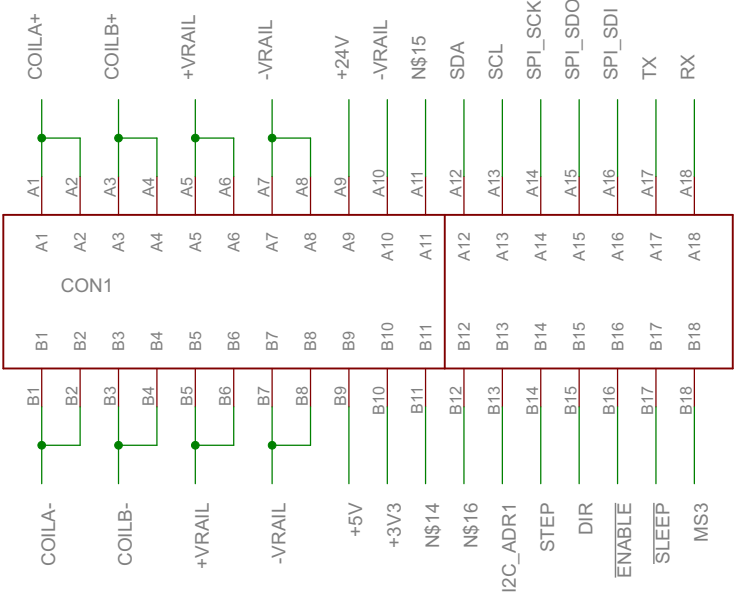 COILA+ COILB+ +VRAIL -VRAIL +24V -VRAIL N$15 SDA SCL SPI_SCK SPI_SDO SPI_SDI TX RX
A1 A2 A3 A4 A5 A6 A7 A8 A9 A10 A11 A12 A13 A14 A15 A16 A17 A18
A1 A2 A3 A4 A5 A6 A7 A8 A9 A10 A11 A12 A13 A14 A15 A16 A17 A18
CON1
B1 B2 B3 B4 B5 B6 B7 B8 B9 B10 B11 B12 B13 B14 B15 B16 B17 B18
B1 B2 B3 B4 B5 B6 B7 B8 B9 B10 B11 B12 B13 B14 B15 B16 B17 B18
COILA- COILB- +VRAIL -VRAIL +5V +3V3 N$14 N$16 I2C_ADR1 STEP DIR ENABLE SLEEP MS3